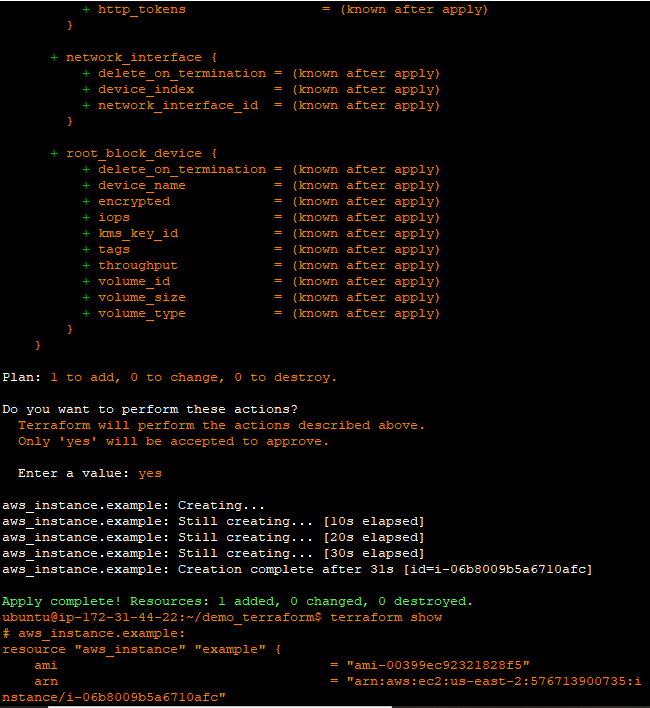 + http_tokens = (known after apply)
}
+ network_interface {
+ delete_on_termination = (known after apply)
+ device_index = (known after apply)
+ network_interface_id = (known after apply)
}
+ root_block_device {
+ delete_on_termination = (known after apply)
+ device_name = (known after apply)
+ encrypted = (known after apply)
+ iops = (known after apply)
+ kms_key_id = (known after apply)
+ tags = (known after apply)
+ throughput = (known after apply)
+ volume_id = (known after apply)
+ volume_size = (known after apply)
+ volume_type = (known after apply)
}
}
Plan: 1 to add, 0 to change, 0 to destroy.
Do you want to perform these actions?
Terraform will perform the actions described above.
Only 'yes' will be accepted to approve.
Enter a value: yes
aws_instance.example: Creating...
aws_instance.example: Still creating... [10s elapsed]
aws_instance.example: Still creating... [20s elapsed]
aws_instance.example: Still creating... [30s elapsed]
aws_instance.example: Creation complete after 31s [id=i-06b8009b5a6710afc]
Apply complete! Resources: 1 added, 0 changed, 0 destroyed.
ubuntu@ip-172-31-44-22:~/demo_terraform$ terraform show
# aws_instance.example:
resource "aws_instance" "example" {
ami = "ami-00399ec92321828f5"
arn = "arn:aws:ec2:us-east-2:576713900735:i
nstance/i-06b8009b5a6710afc"